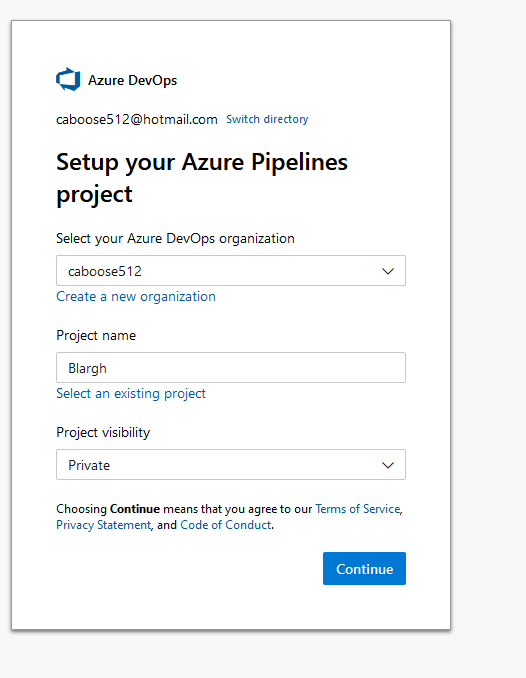 Azure DevOps
caboose512@hotmail.com Switch directory
Setup your Azure Pipelines
project
Select your Azure DevOps organization
caboose512
Create a new organization
Project name
Blargh
Select an existing project
Project visibility
Private
Choosing Continue means that you agree to our Terms of Service,
Privacy Statement, and Code of Conduct.
Continue